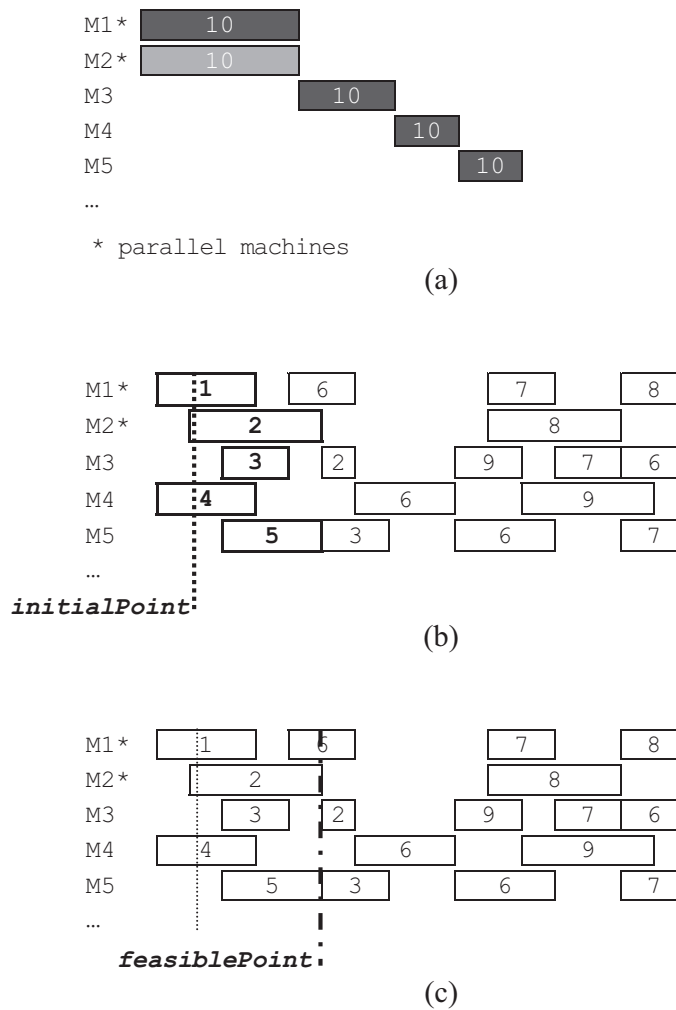 M1* 10
M2* 10
M3 10
M4 10
M5 10
…
* parallel machines
(a)
M1* 1 6 7 8
M2* 2 8
M3 3 2 9 7 6
M4 4 6 9
M5 5 3 6 7
…
initialPoint
(b)
M1* 1 6 7 8
M2* 2 8
M3 3 2 9 7 6
M4 4 6 9
M5 5 3 6 7
…
feasiblePoint
(c)